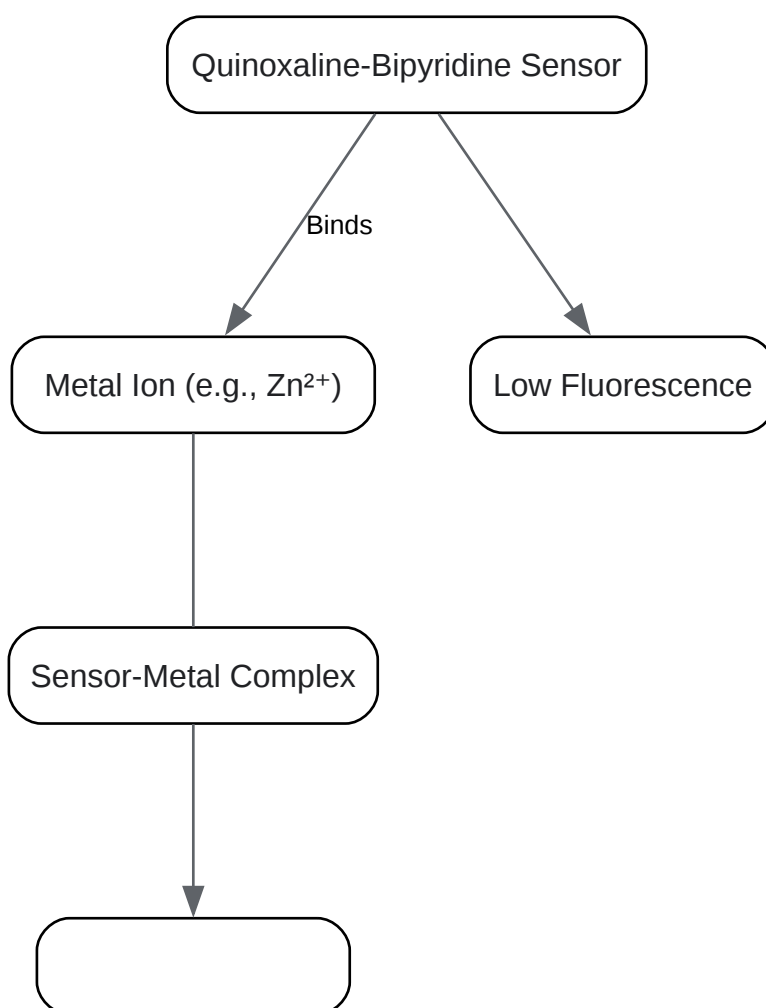 Quinoxaline-Bipyridine Sensor
Binds
Metal Ion (e.g., Zn²⁺)
Low Fluorescence
Sensor-Metal Complex